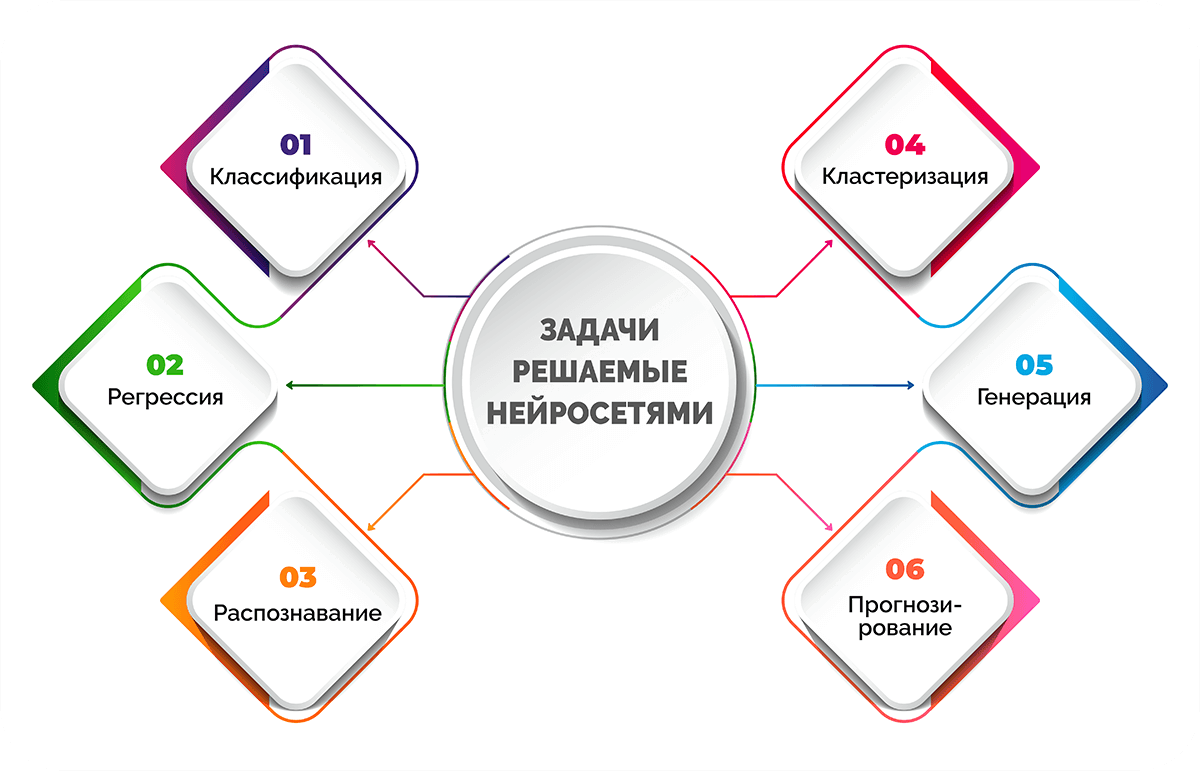 ЗАДАЧИ
РЕШАЕМЫЕ
НЕЙРОСЕТЯМИ
01
Классификация
02
Регрессия
03
Распознавание
04
Кластеризация
05
Генерация
06
Прогнози-
рование